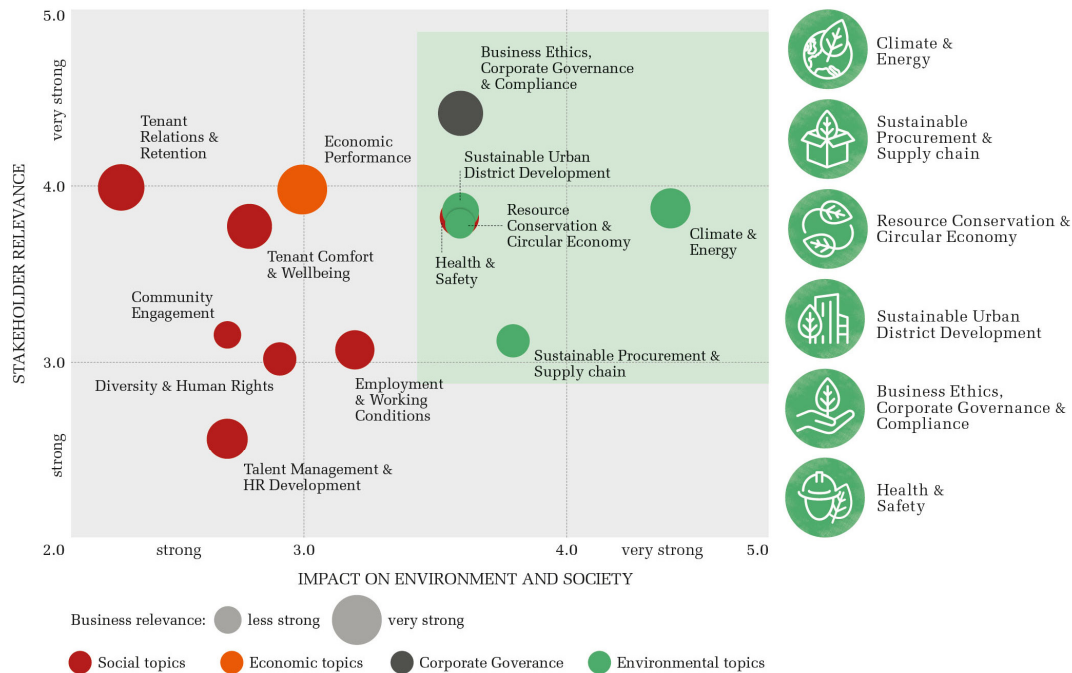 5.0
very strong
STAKEHOLDER RELEVANCE
strong
4.0
3.0
2.0
Business Ethics,
Corporate Governance
& Compliance
Tenant
Relations &
Retention
Economic
Performance
Sustainable Urban
District Development
Resource
Conservation &
Circular Economy
Climate &
Energy
Tenant Comfort
& Wellbeing
Health &
Safety
Community
Engagement
Diversity & Human Rights
Employment
& Working
Conditions
Sustainable Procurement &
Supply chain
Talent Management &
HR Development
strong
3.0
4.0
very strong
5.0
IMPACT ON ENVIRONMENT AND SOCIETY
Climate &
Energy
Sustainable
Procurement &
Supply chain
Resource Conservation &
Circular Economy
Sustainable Urban
District Development
Business Ethics,
Corporate Governance &
Compliance
Health &
Safety
Business relevance:
less strong
very strong
Social topics
Economic topics
Corporate Goverance
Environmental topics